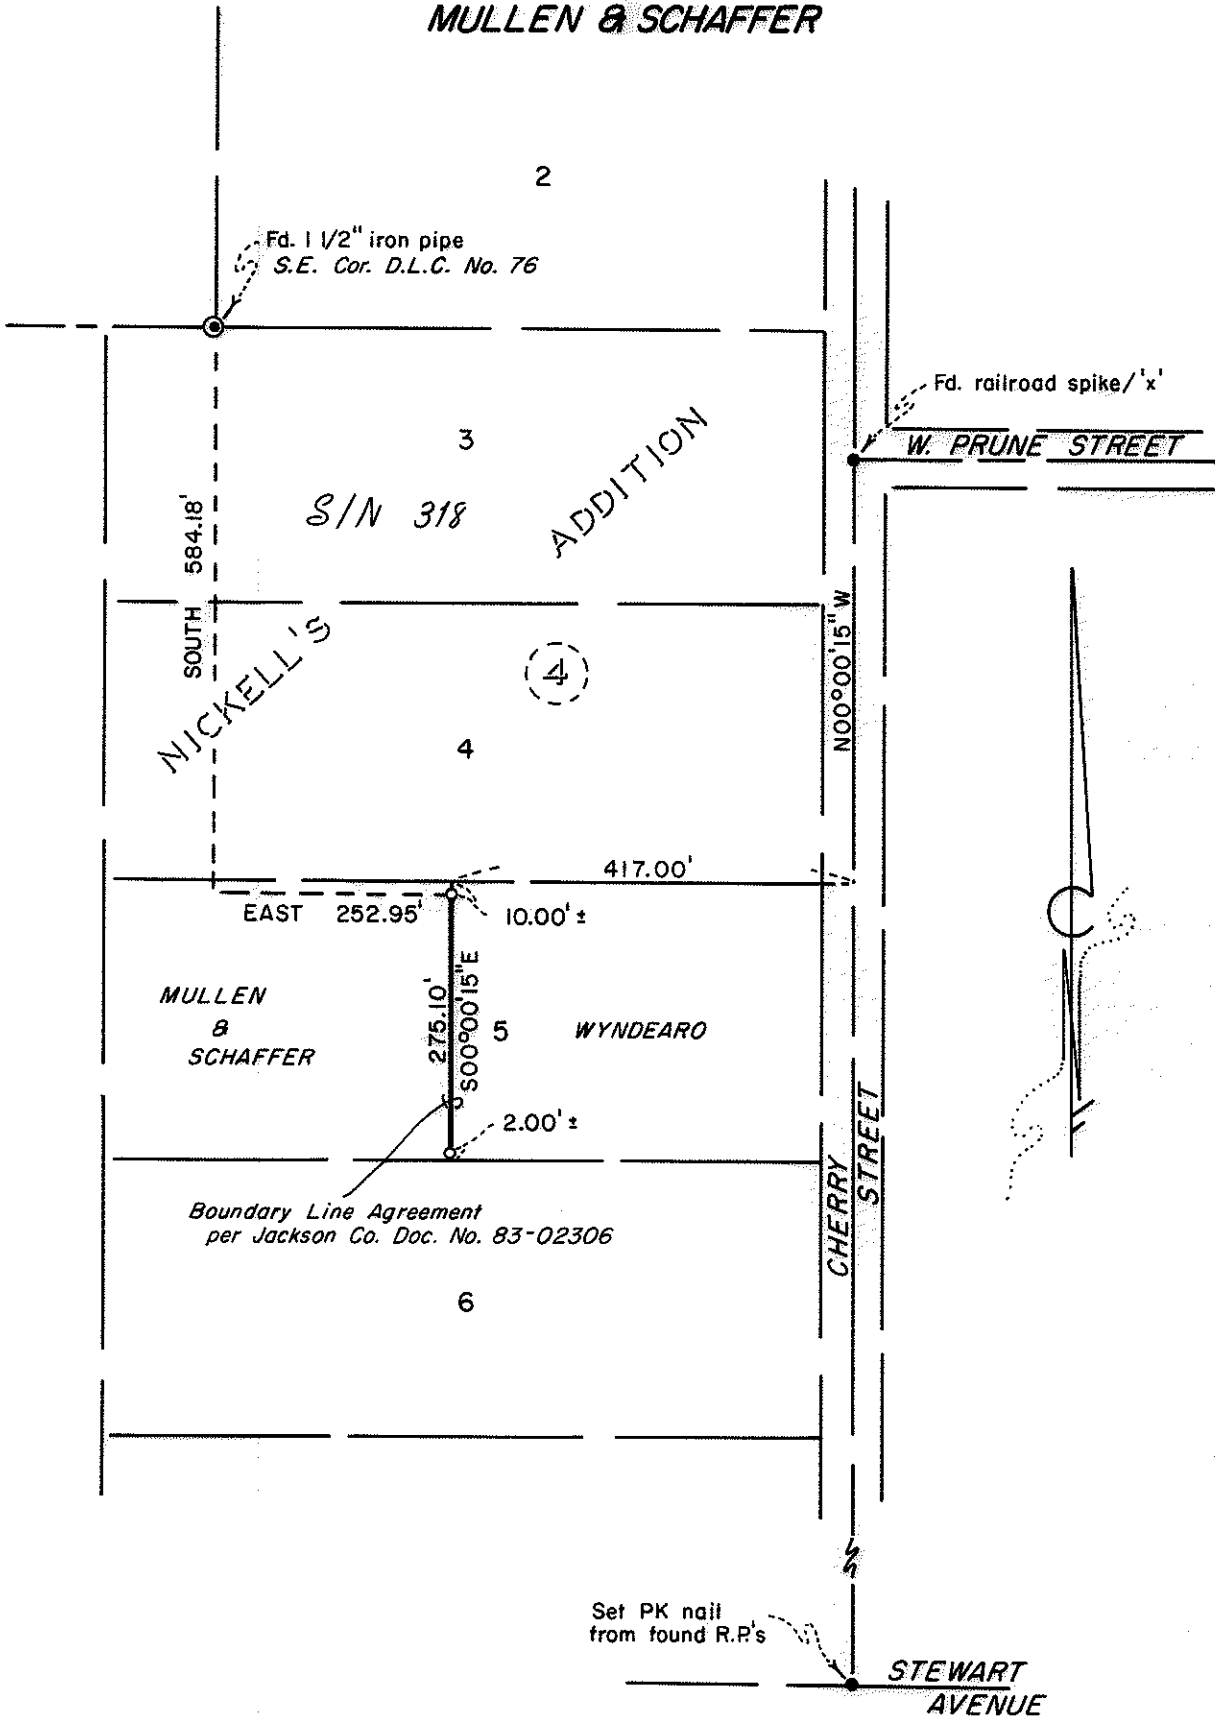 MULLEN & SCHAFFER
2
Fd. 1 1/2" iron pipe
S.E. Cor. D.L.C. No. 76
Fd. railroad spike/'x'
W. PRUNE STREET
3
ADDITION
S/N 318
SOUTH 584.18'
NICKELL'S
4
N00°00'15"W
4
417.00'
EAST 252.95'
10.00' ±
MULLEN
&
SCHAFFER
275.10'
S00°00'15"E
5
WYNDEARO
2.00' ±
CHERRY
STREET
Boundary Line Agreement
per Jackson Co. Doc. No. 83-02306
6
Set PK nail
from found R.P.'s
STEWART
AVENUE